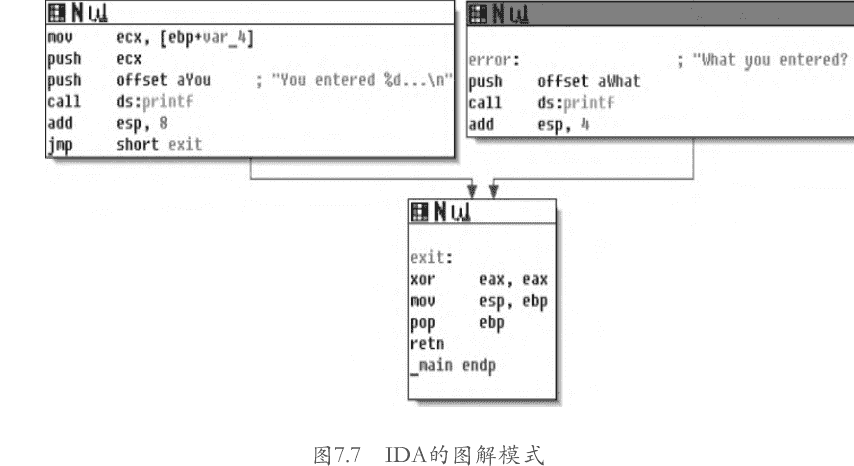 mov ecx, [ebp+var_4]
push ecx
push offset aYou ; "You entered %d...\n"
call ds:printf
add esp, 8
jmp short exit
error: ; "What you entered?
push offset aWhat
call ds:printf
add esp, 4
exit:
xor eax, eax
mov esp, ebp
pop ebp
retn
_main endp
图7.7 IDA的图解模式